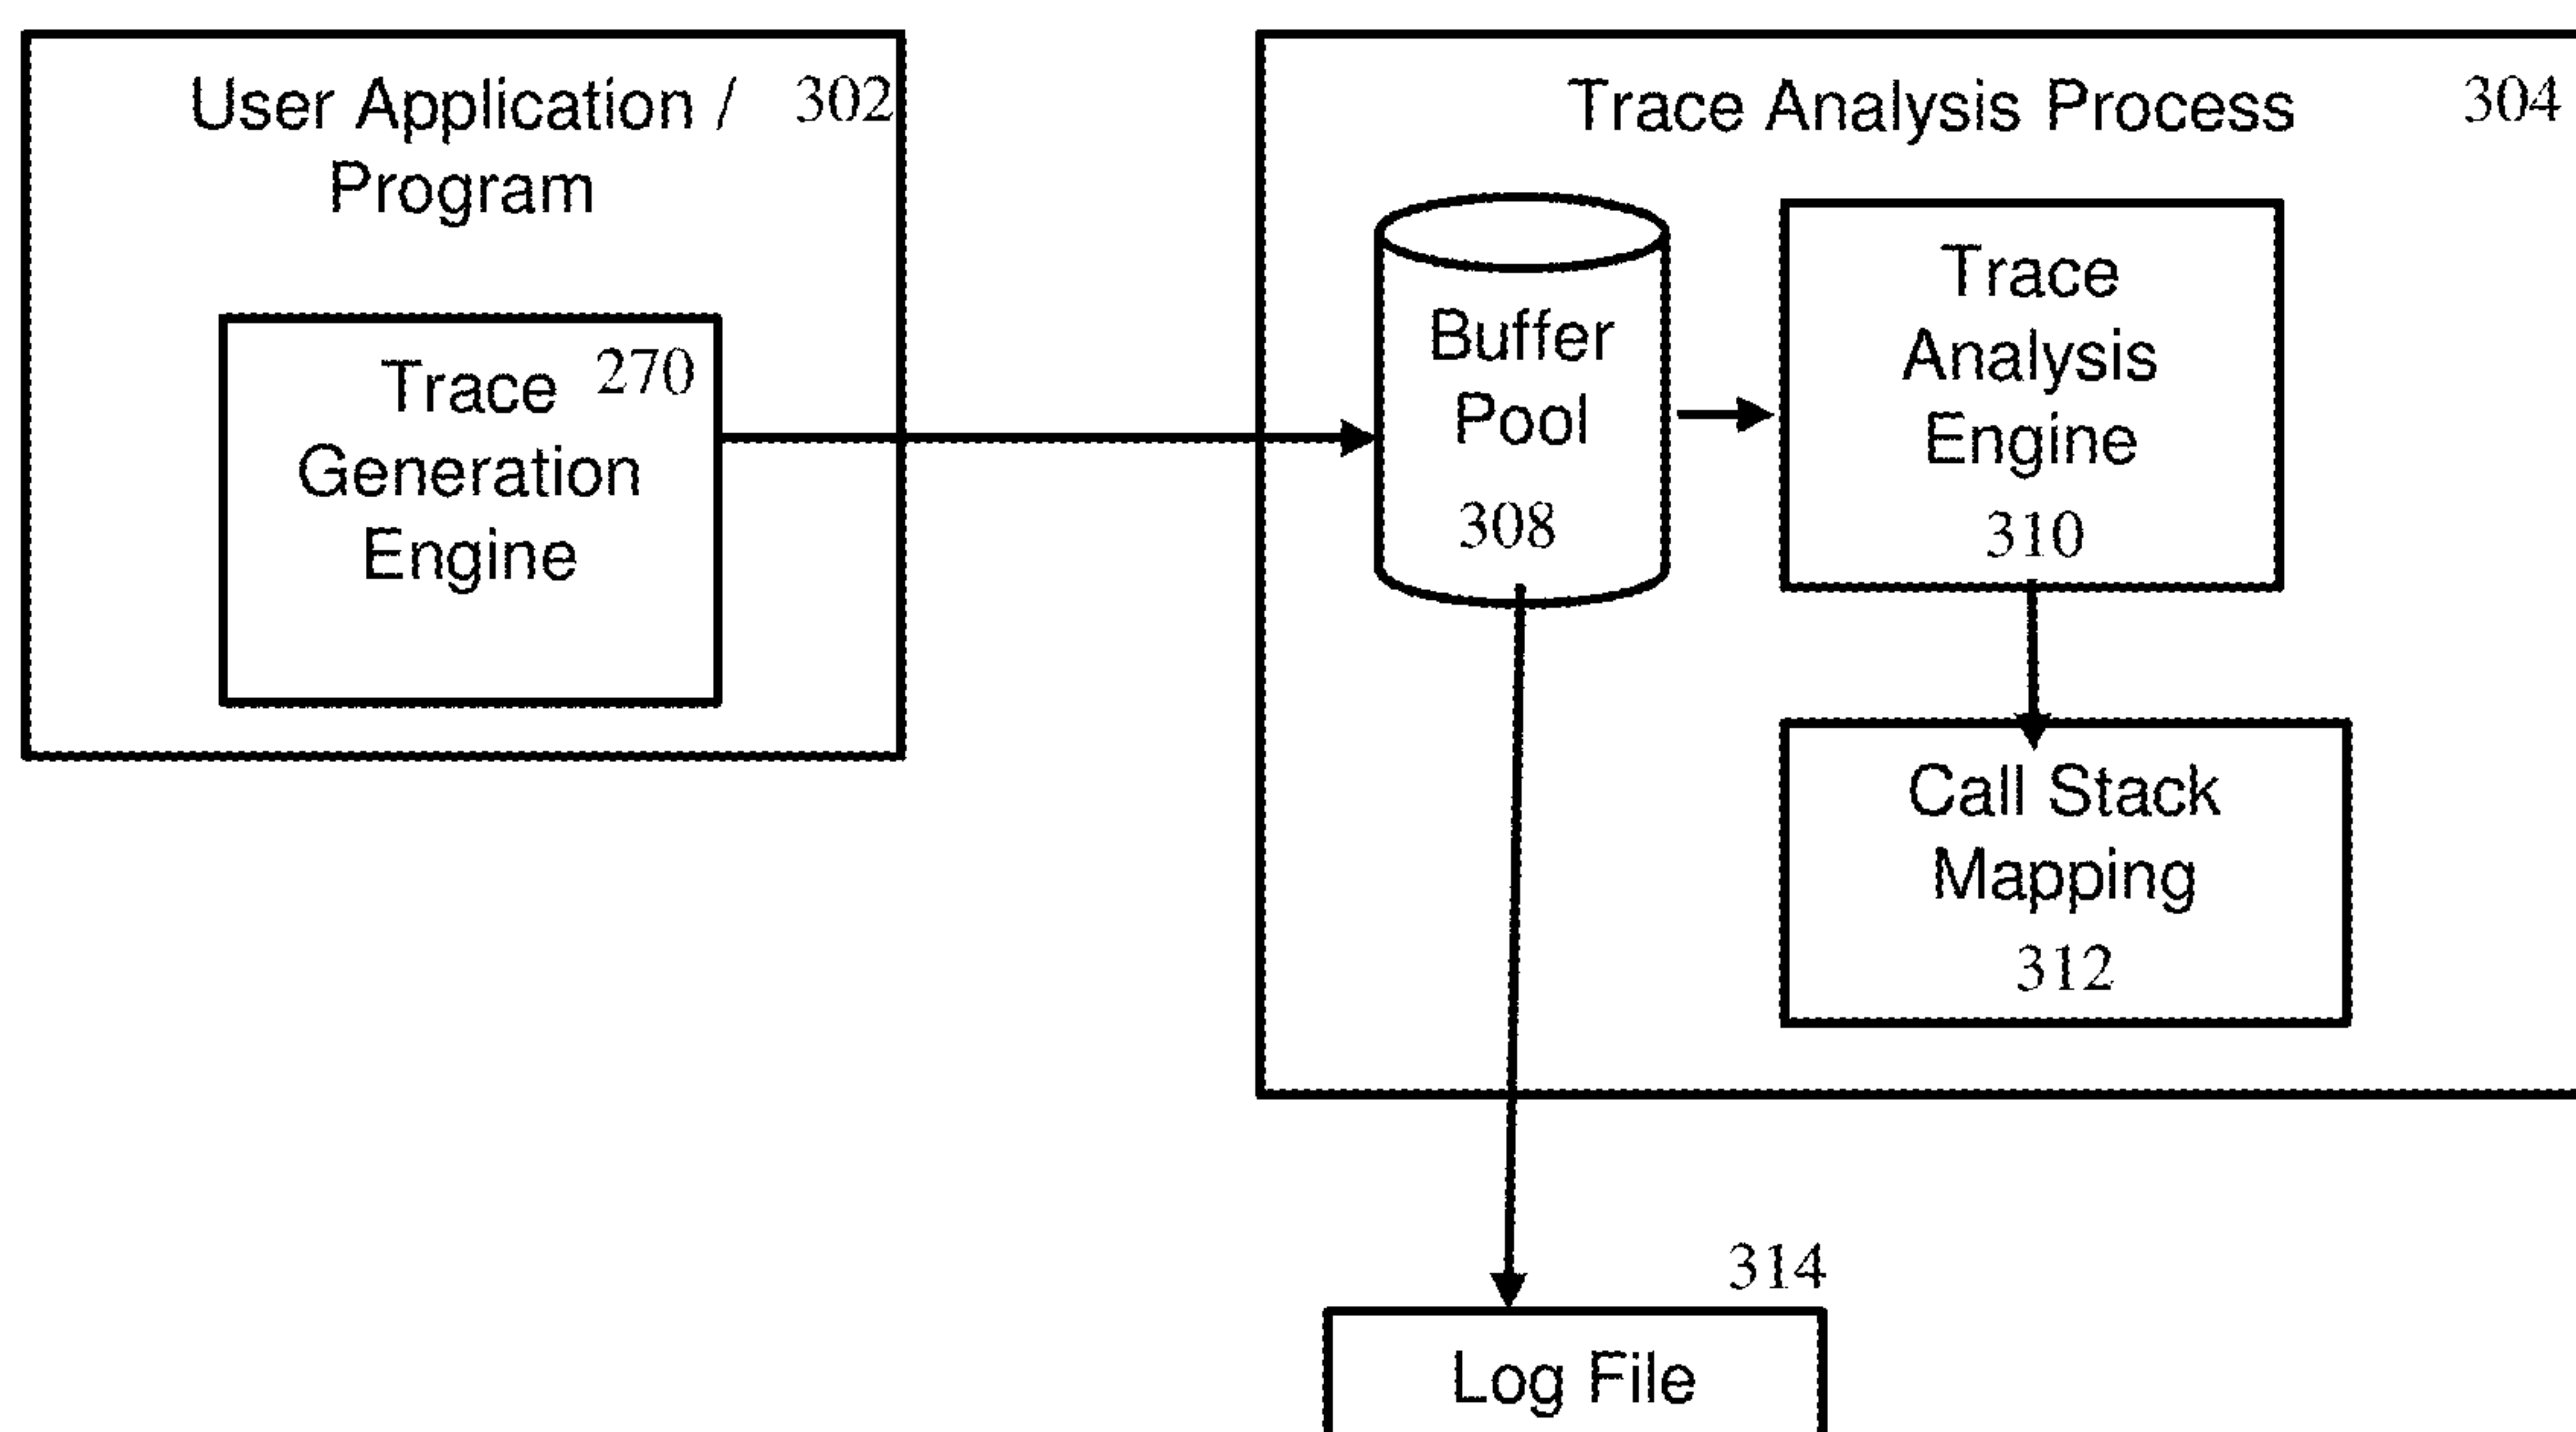 User Application / 302
Program
Trace 270
Generation
Engine
Trace Analysis Process 304
Buffer
Pool
308
Trace
Analysis
Engine
310
Call Stack
Mapping
312
314
Log File